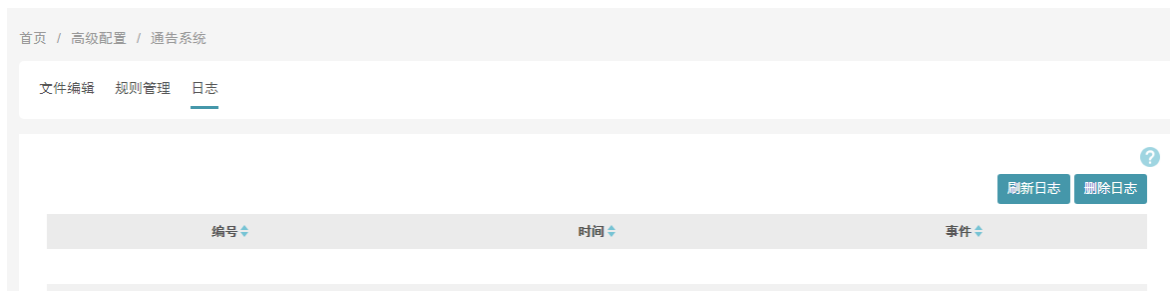 首页 / 高级配置 / 通告系统
文件编辑 规则管理 日志
?
刷新日志 删除日志
编号 时间 事件